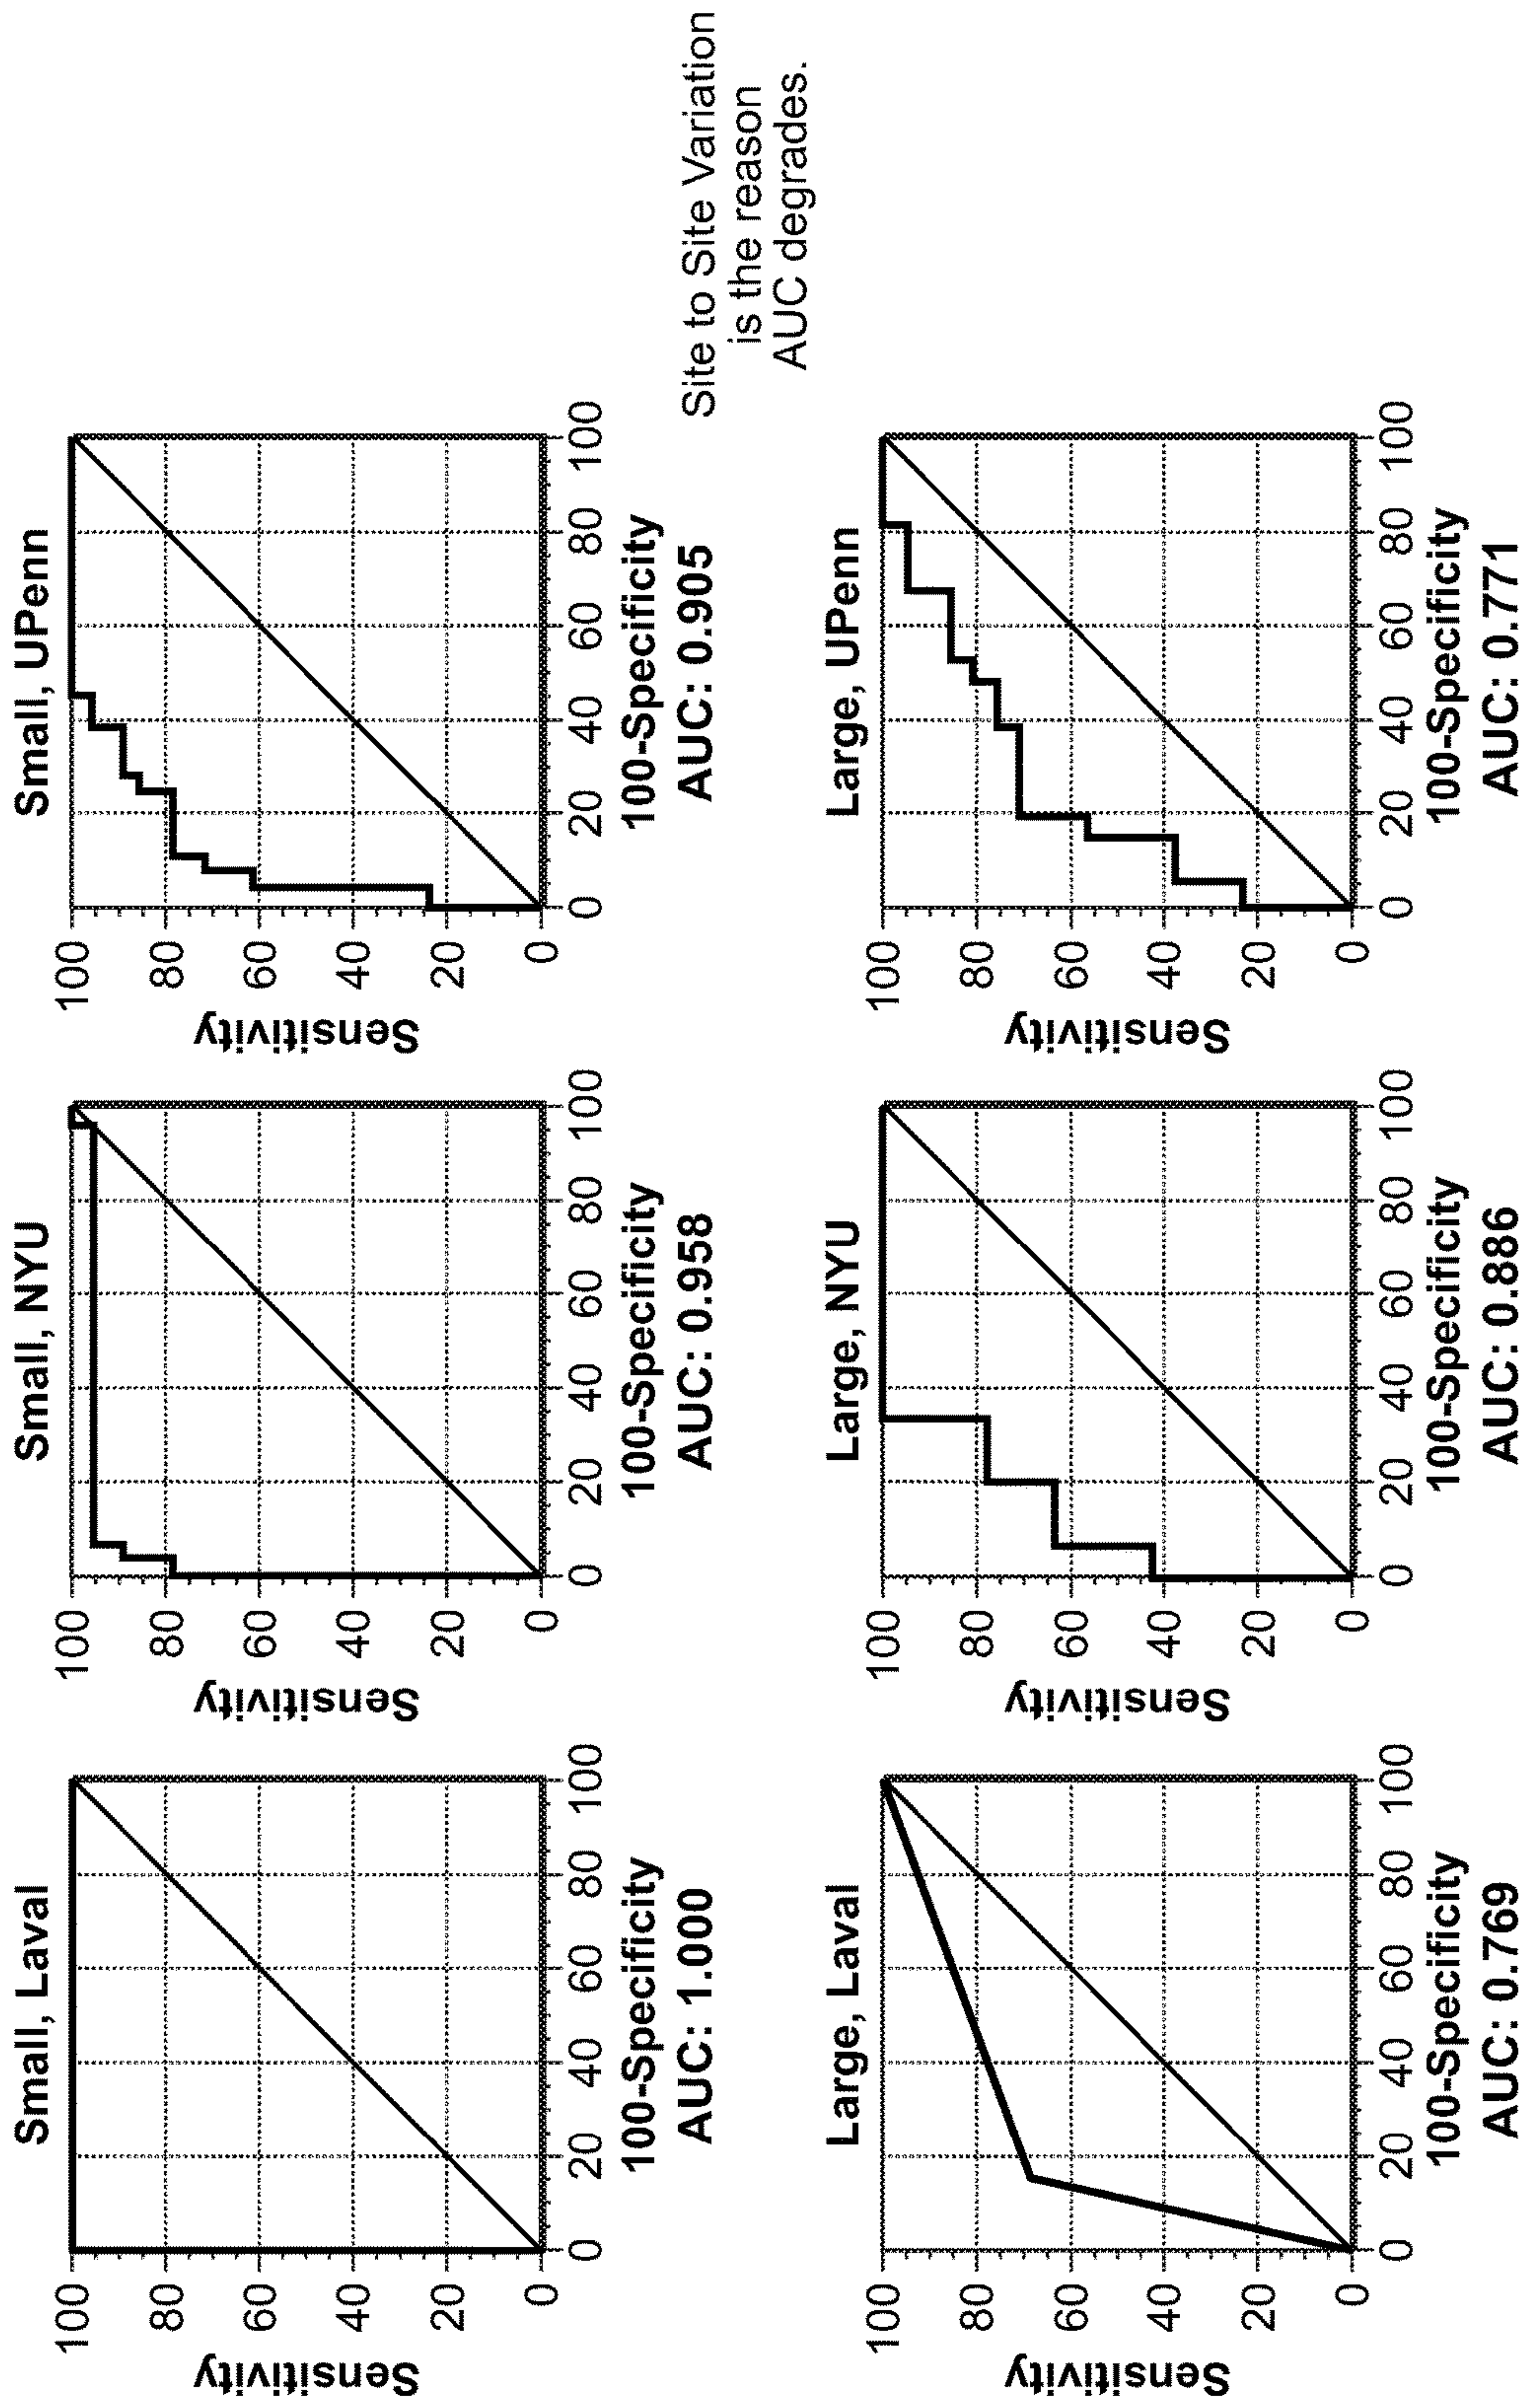 Small, Laval
100
80
60
40
20
0
Sensitivity
0 20 40 60 80 100
100-Specificity
AUC: 1.000
Small, NYU
100
80
60
40
20
0
Sensitivity
0 20 40 60 80 100
100-Specificity
AUC: 0.958
Small, UPenn
100
80
60
40
20
0
Sensitivity
0 20 40 60 80 100
100-Specificity
AUC: 0.905
Site to Site Variation
is the reason
AUC degrades.
Large, Laval
100
80
60
40
20
0
Sensitivity
0 20 40 60 80 100
100-Specificity
AUC: 0.769
Large, NYU
100
80
60
40
20
0
Sensitivity
0 20 40 60 80 100
100-Specificity
AUC: 0.886
Large, UPenn
100
80
60
40
20
0
Sensitivity
0 20 40 60 80 100
100-Specificity
AUC: 0.771